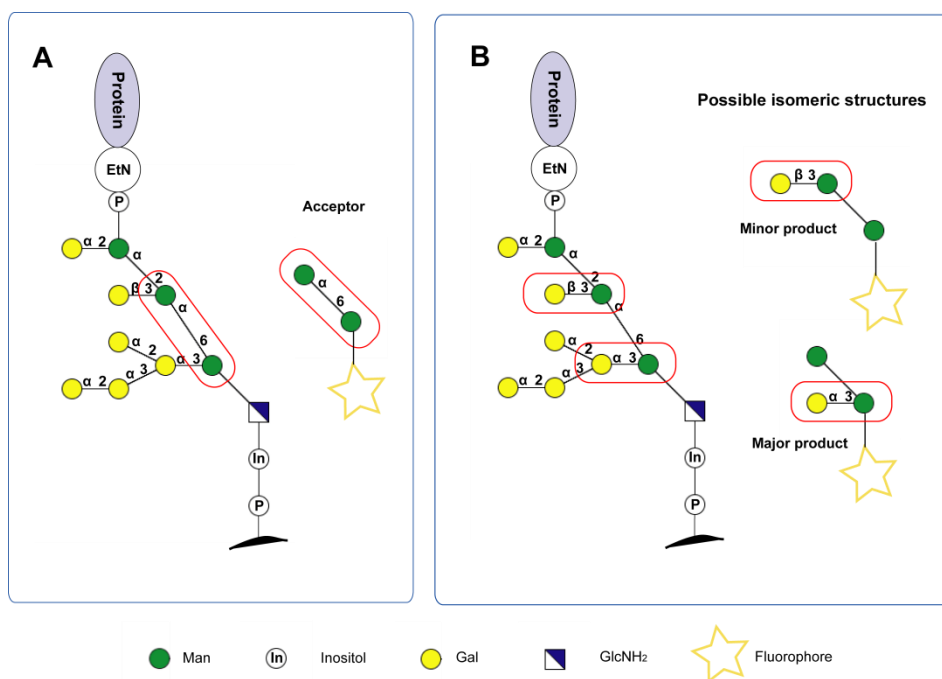 A
Protein
EtN
P
α 2
α
β 3 2
α
α 2
6
α 3
α 3
α 2
In
P
Acceptor
α
6
B
Protein
EtN
P
α 2
α
β 3 2
α
α 2
6
α 3
α 3
α 2
In
P
Possible isomeric structures
β 3
Minor product
α 3
Major product
Man
In Inositol
Gal
GlcNH₂
Fluorophore